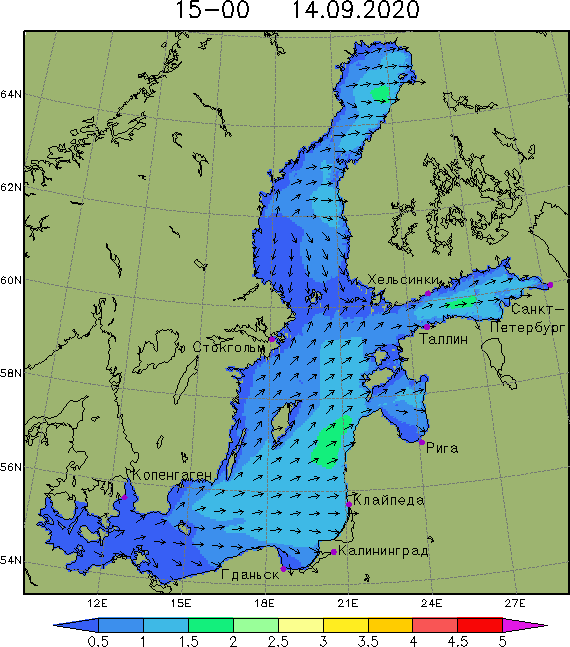 15-00 14.09.2020
64N
62N
60N
58N
56N
54N
Хельсинки
Санкт-
Петербург
Таллин
Стокгольм
Рига
Копенгаген
Клайпеда
Калининград
Гданьск
12E 15E 18E 21E 24E 27E
0.5 1 1.5 2 2.5 3 3.5 4 4.5 5